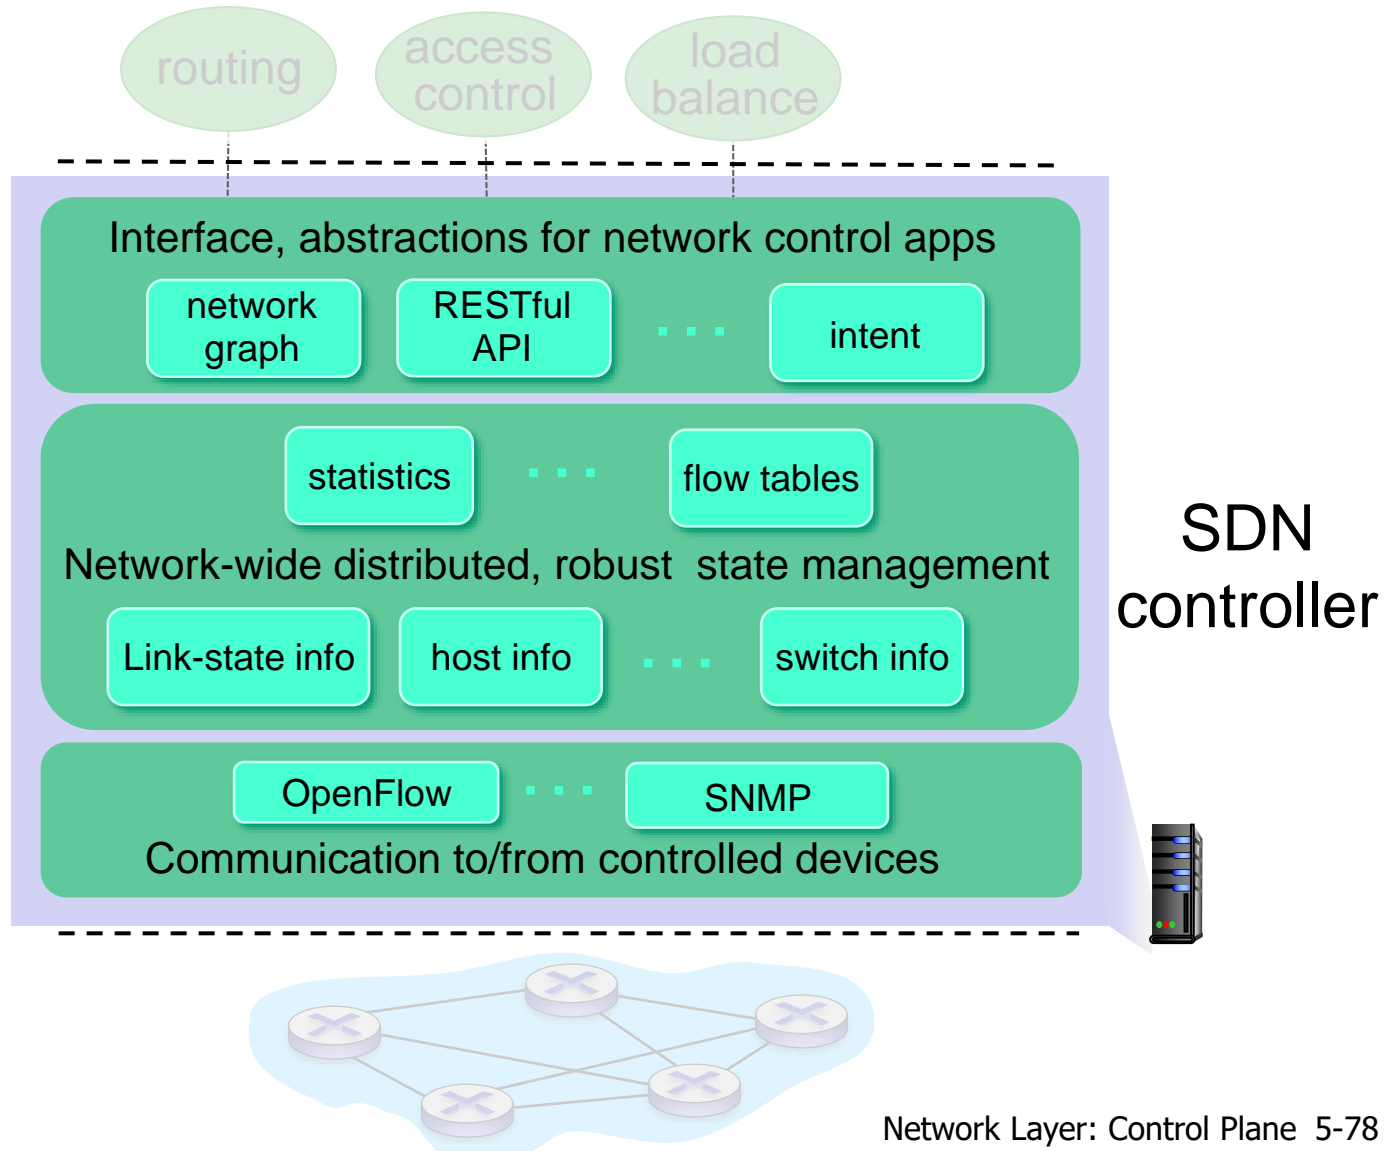 routing
access
control
load
balance
Interface, abstractions for network control apps
network
graph
RESTful
API
. . .
intent
statistics
. . .
flow tables
Network-wide distributed, robust  state management
Link-state info
host info
. . .
switch info
SDN
controller
OpenFlow
. . .
SNMP
Communication to/from controlled devices
Network Layer: Control Plane  5-78